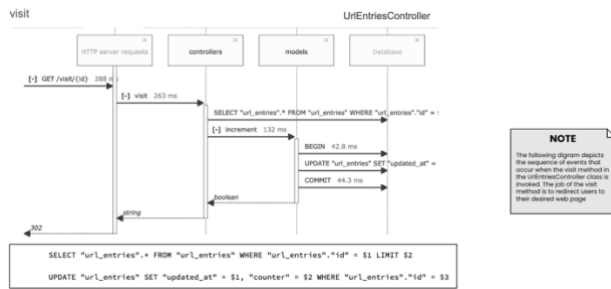 visit
UrlEntriesController
HTTP server requests
controllers
models
Database
[-] GET /visit/{id} 288 ms
[-] visit 263 ms
SELECT "url_entries".* FROM "url_entries" WHERE "url_entries"."id" =
[-] increment 132 ms
BEGIN 42.8 ms
UPDATE "url_entries" SET "updated_at" =
COMMIT 44.3 ms
boolean
string
302
SELECT "url_entries".* FROM "url_entries" WHERE "url_entries"."id" = $1 LIMIT $2
UPDATE "url_entries" SET "updated_at" = $1, "counter" = $2 WHERE "url_entries"."id" = $3
NOTE
The following digram depicts
the sequence of events that
occur when the visit method in
the UrlEntriesController class is
invoked. The job of the visit
method is to redirect users to
their desired web page